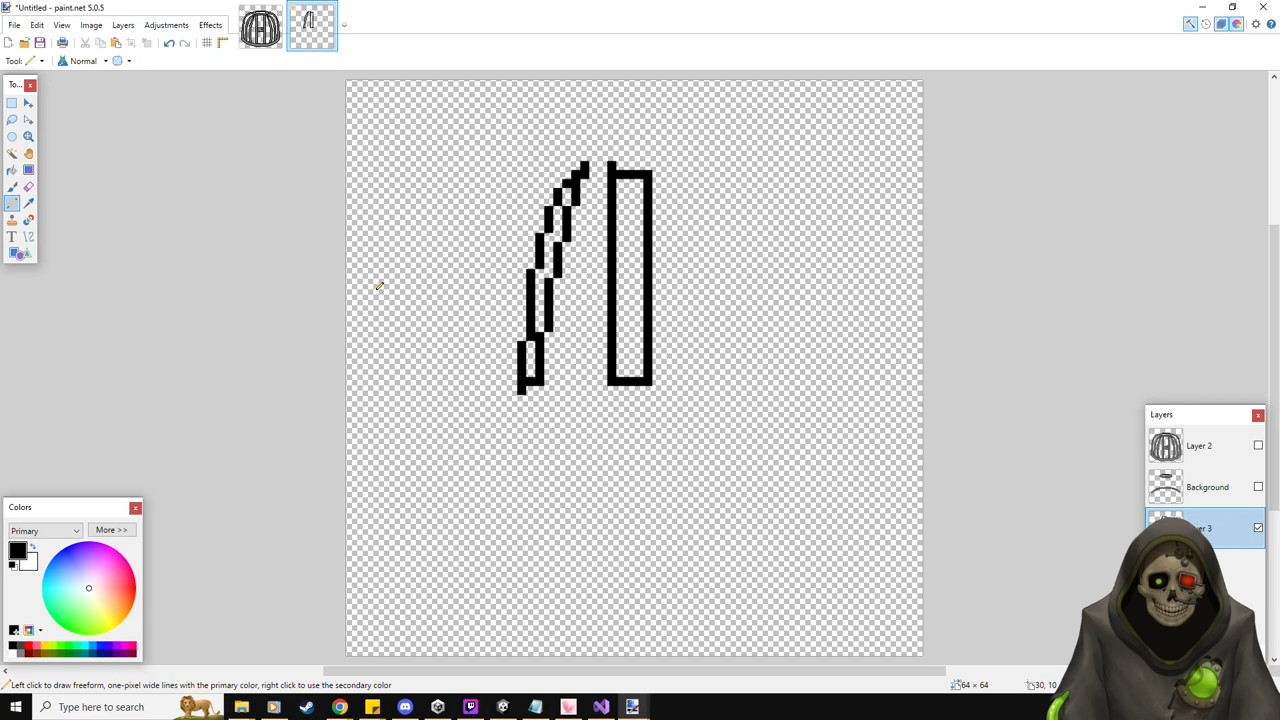 *Untitled - paint.net 5.0.5
File Edit View Image Layers Adjustments Effects
Tool: Normal
To...
Layers
Layer 2
Background
Colors
Primary
More >>
Left click to draw freeform, one-pixel wide lines with the primary color, right click to use the secondary color
64 × 64
30, 10
Type here to search